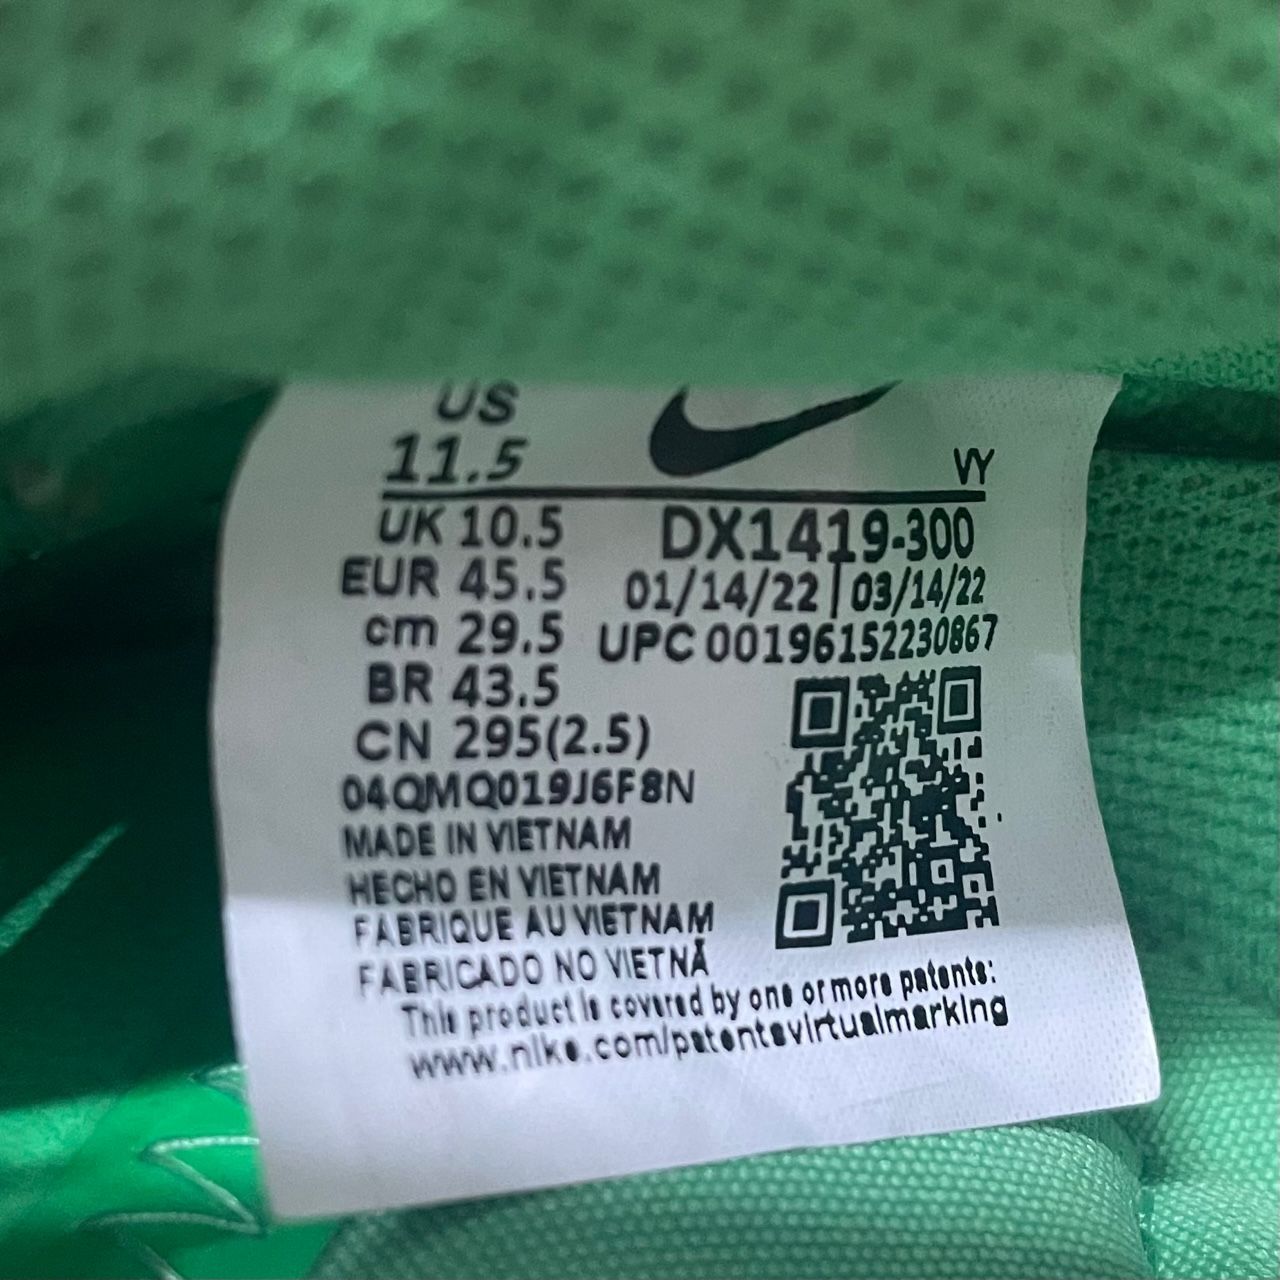 US
11.5
VY
UK 10.5
DX1419-300
EUR 45.5
01/14/22 | 03/14/22
cm 29.5
UPC 00196152230867
BR 43.5
CN 295(2.5)
04QMQ019J6F8N
MADE IN VIETNAM
HECHO EN VIETNAM
FABRIQUE AU VIETNAM
FABRICADO NO VIETNÃ
This product is covered by one or more patents:
www.nike.com/patentsvirtualmarking